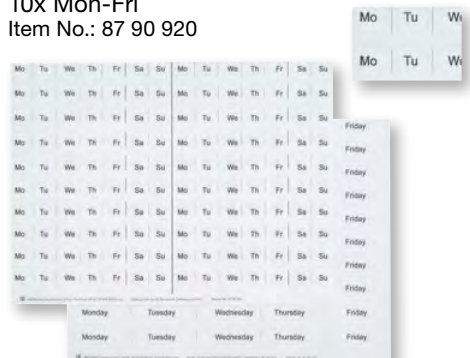 10x Mon-Fri
Item No.: 87 90 920
Mo Tu We
Mo Tu We
Mo Tu We Th Fr Sa Su Mo Tu We Th Fr Sa Su
Mo Tu We Th Fr Sa Su Mo Tu We Th Fr Sa Su
Mo Tu We Th Fr Sa Su Mo Tu We Th Fr Sa Su
Mo Tu We Th Fr Sa Su Mo Tu We Th Fr Sa Su
Mo Tu We Th Fr Sa Su Mo Tu We Th Fr Sa Su
Mo Tu We Th Fr Sa Su Mo Tu We Th Fr Sa Su
Mo Tu We Th Fr Sa Su Mo Tu We Th Fr Sa Su
Mo Tu We Th Fr Sa Su Mo Tu We Th Fr Sa Su
Mo Tu We Th Fr Sa Su Mo Tu We Th Fr Sa Su
Mo Tu We Th Fr Sa Su Mo Tu We Th Fr Sa Su
Friday
Friday
Friday
Friday
Friday
Friday
Friday
Friday
Monday Tuesday Wednesday Thursday Friday
Monday Tuesday Wednesday Thursday Friday